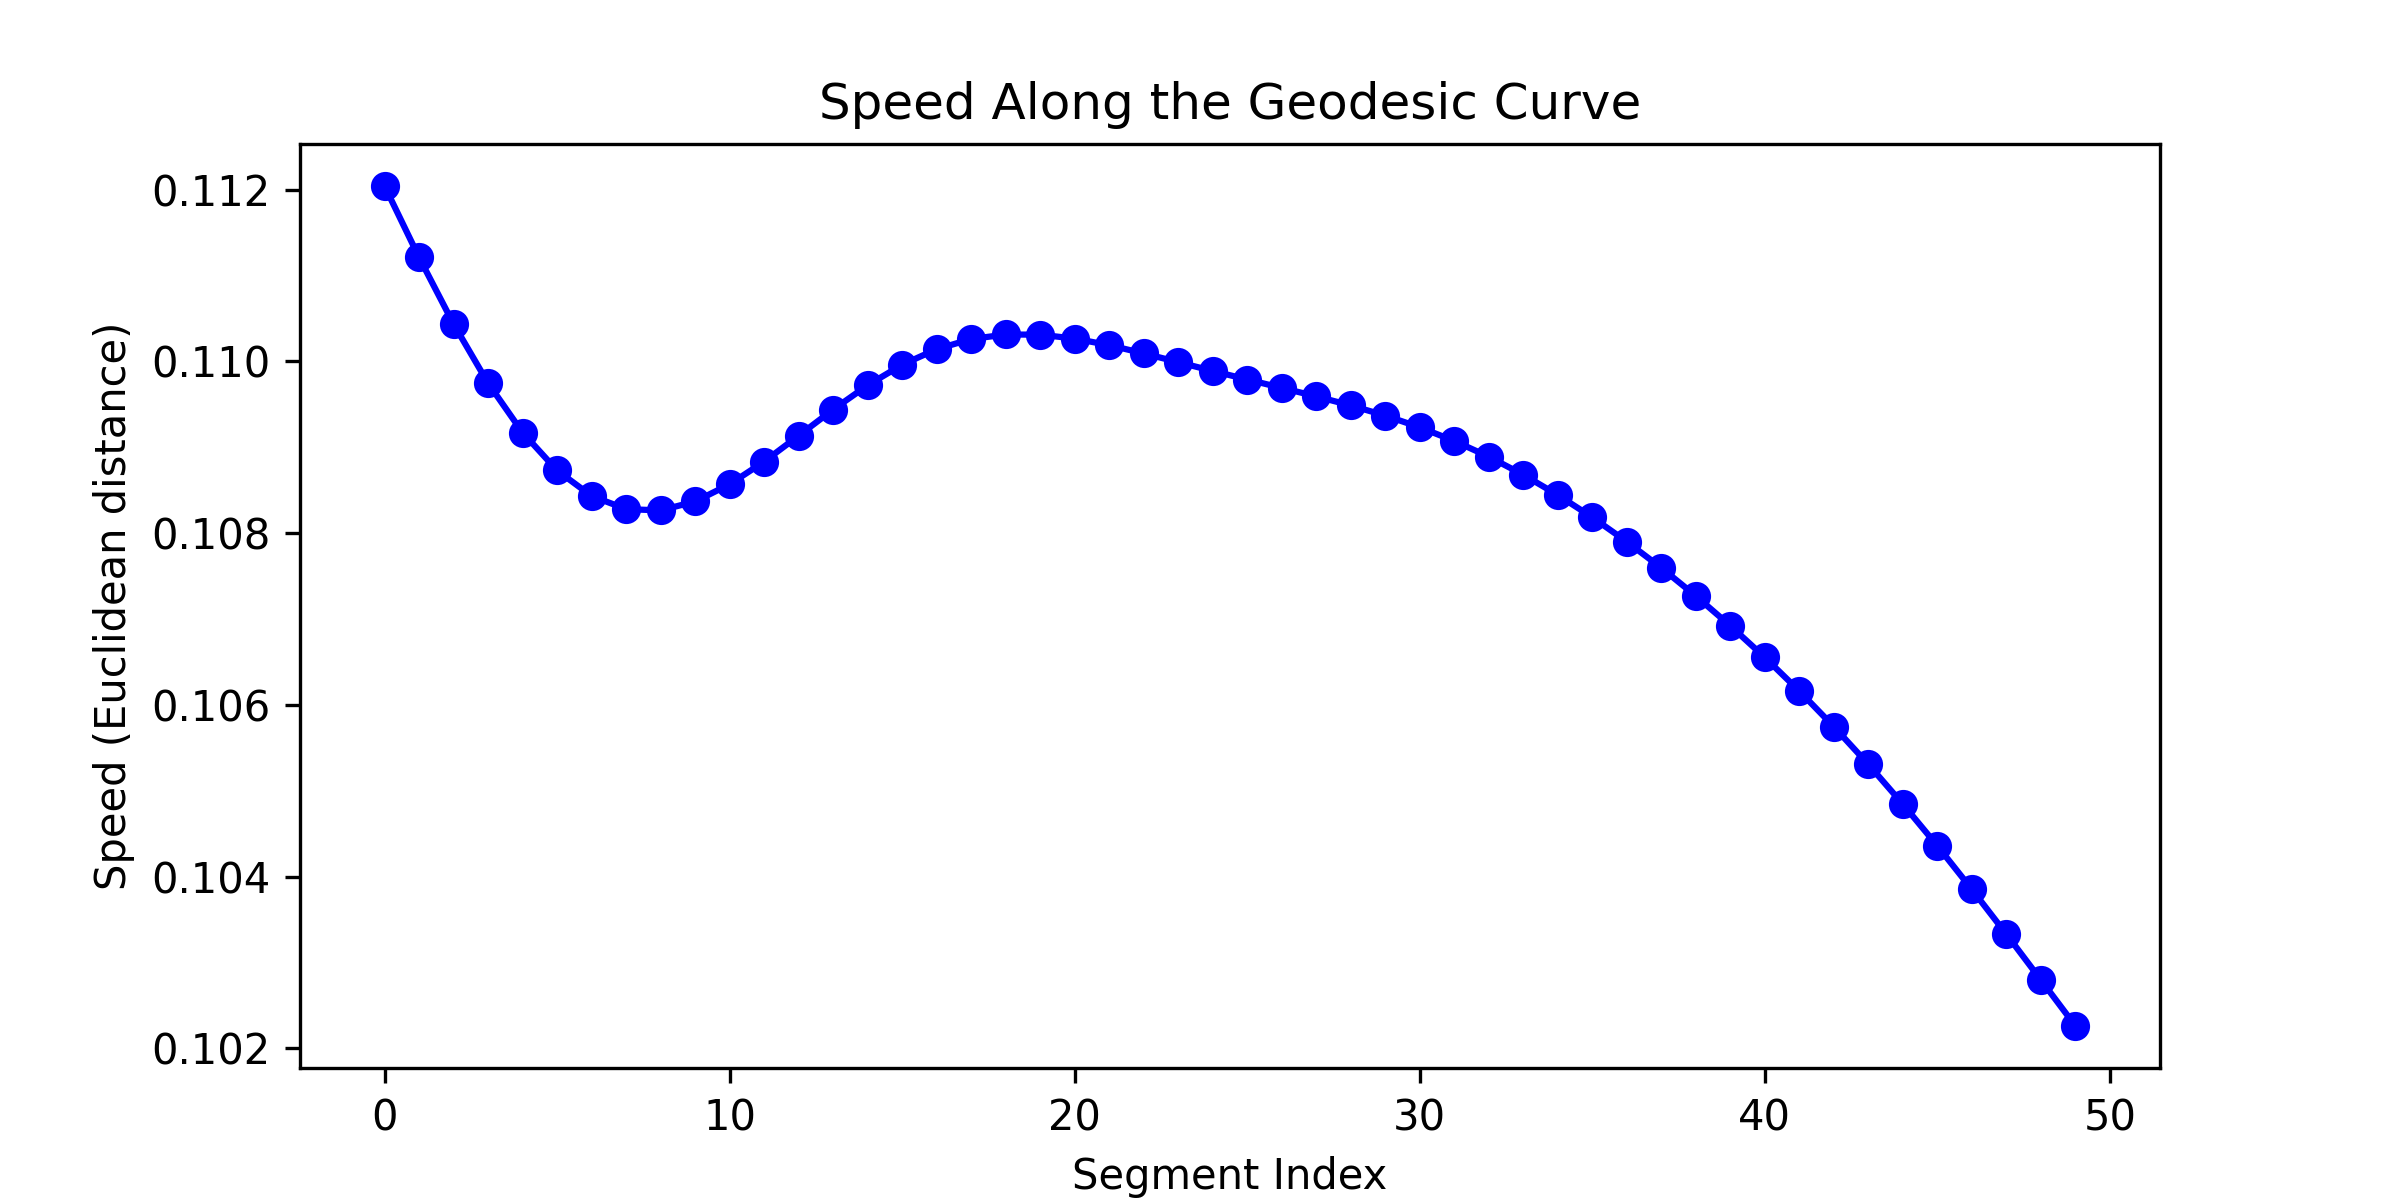 Speed Along the Geodesic Curve
Speed (Euclidean distance)
0.112
0.110
0.108
0.106
0.104
0.102
0 10 20 30 40 50
Segment Index